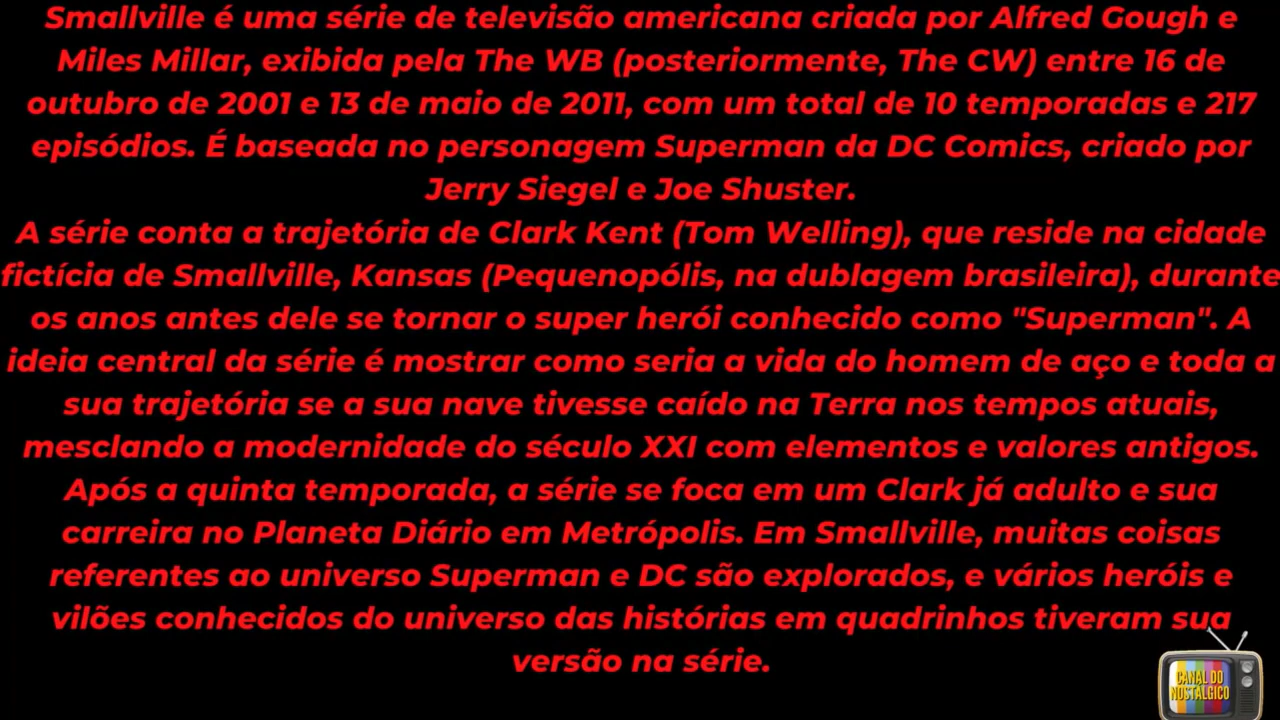 Smallville é uma série de televisão americana criada por Alfred Gough e
Miles Millar, exibida pela The WB (posteriormente, The CW) entre 16 de
outubro de 2001 e 13 de maio de 2011, com um total de 10 temporadas e 217
episódios. É baseada no personagem Superman da DC Comics, criado por
Jerry Siegel e Joe Shuster.
A série conta a trajetória de Clark Kent (Tom Welling), que reside na cidade
fictícia de Smallville, Kansas (Pequenopólis, na dublagem brasileira), durante
os anos antes dele se tornar o super herói conhecido como "Superman". A
ideia central da série é mostrar como seria a vida do homem de aço e toda a
sua trajetória se a sua nave tivesse caído na Terra nos tempos atuais,
mesclando a modernidade do século XXI com elementos e valores antigos.
Após a quinta temporada, a série se foca em um Clark já adulto e sua
carreira no Planeta Diário em Metrópolis. Em Smallville, muitas coisas
referentes ao universo Superman e DC são explorados, e vários heróis e
vilões conhecidos do universo das histórias em quadrinhos tiveram sua
versão na série.
CANAL DO
NOSTÁLGICO